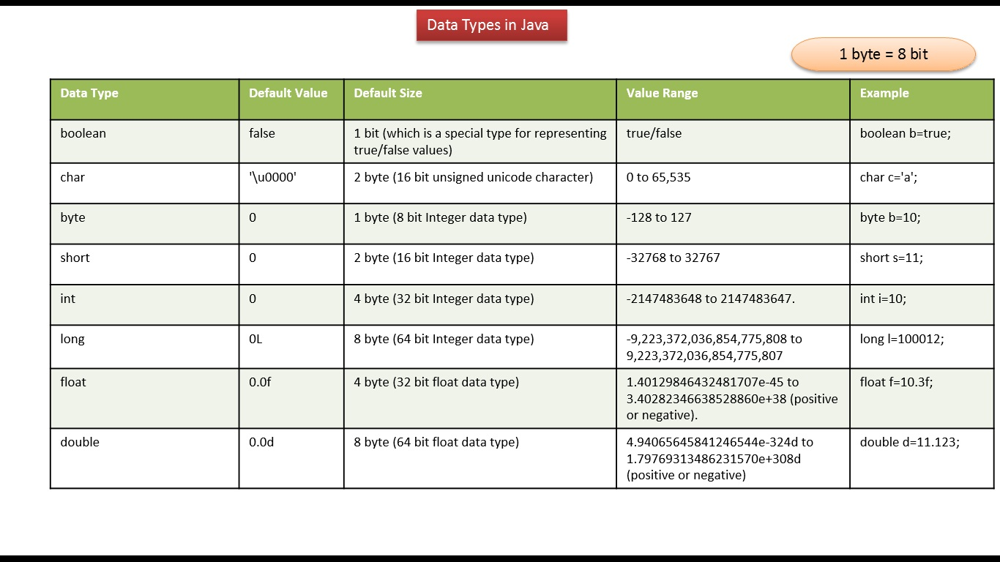 Data Types in Java
1 byte = 8 bit
Data Type Default Value Default Size Value Range Example
boolean false 1 bit (which is a special type for representing true/false boolean b=true;
true/false values)
char '\u0000' 2 byte (16 bit unsigned unicode character) 0 to 65,535 char c='a';
byte 0 1 byte (8 bit Integer data type) -128 to 127 byte b=10;
short 0 2 byte (16 bit Integer data type) -32768 to 32767 short s=11;
int 0 4 byte (32 bit Integer data type) -2147483648 to 2147483647. int i=10;
long 0L 8 byte (64 bit Integer data type) -9,223,372,036,854,775,808 to long l=100012;
9,223,372,036,854,775,807
float 0.0f 4 byte (32 bit float data type) 1.40129846432481707e-45 to float f=10.3f;
3.40282346638528860e+38 (positive
or negative).
double 0.0d 8 byte (64 bit float data type) 4.94065645841246544e-324d to double d=11.123;
1.79769313486231570e+308d
(positive or negative)